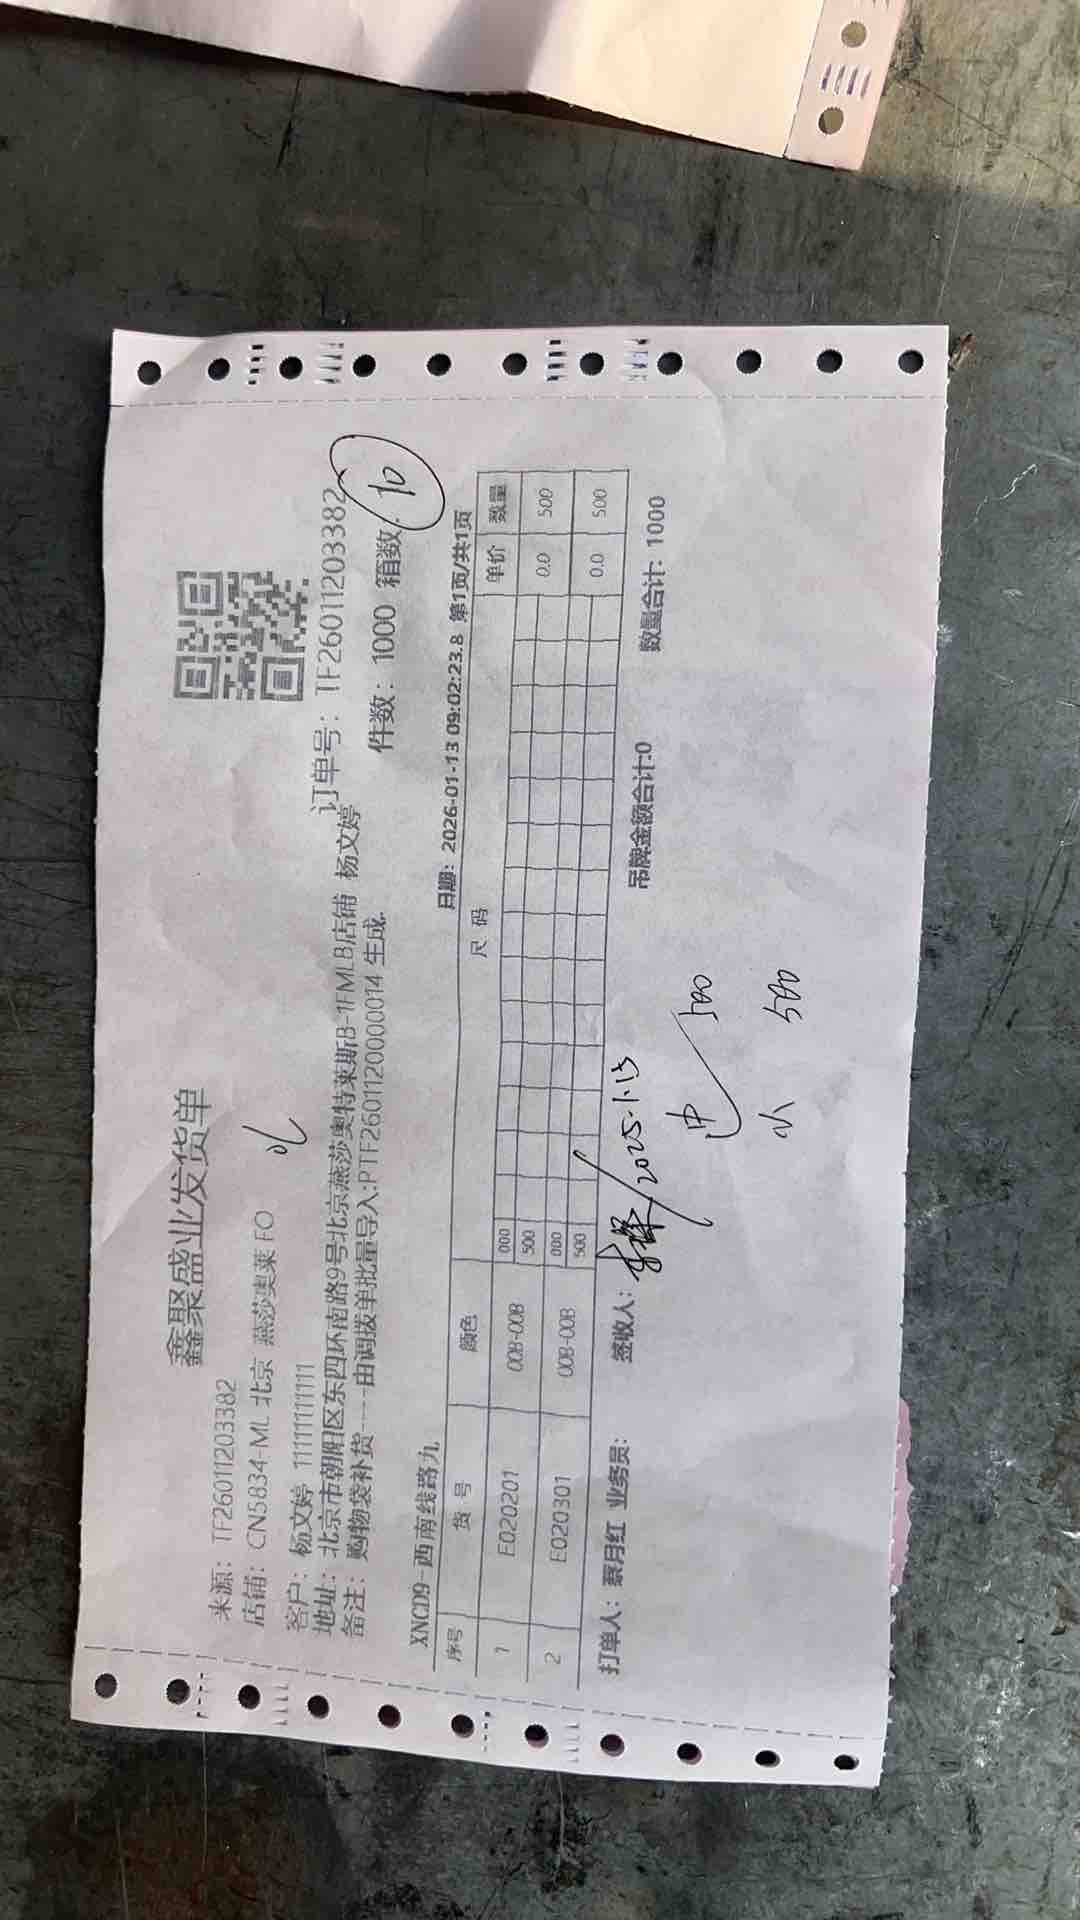 鑫聚盛业发货单
来源：TF260112033​82
订单号：TF26011203382
店铺：CN5834-ML 北京 燕莎奥莱 FO
件数：1000 箱数：10
客户：杨文婷 11111111111
地址：北京市朝阳区东四环南路9号北京燕莎奥特莱斯B-1FMLB店铺 杨文婷
备注：购物袋补货----由调拨单批量导入:PTF260112000014 生成.
XNCD9-西南线路九 日期：2026-01-13 09:02:23.8 第1页/共1页
序号 货号 颜色 尺码 单价 数量
000
1 E020201 00B-00B 500 0.0 500
000
2 E020301 00B-00B 500 0.0 500
打单人：蔡月红 业务员： 签收人： 2025.1.13 吊牌金额合计:0 数量合计：1000
中 500
小 500